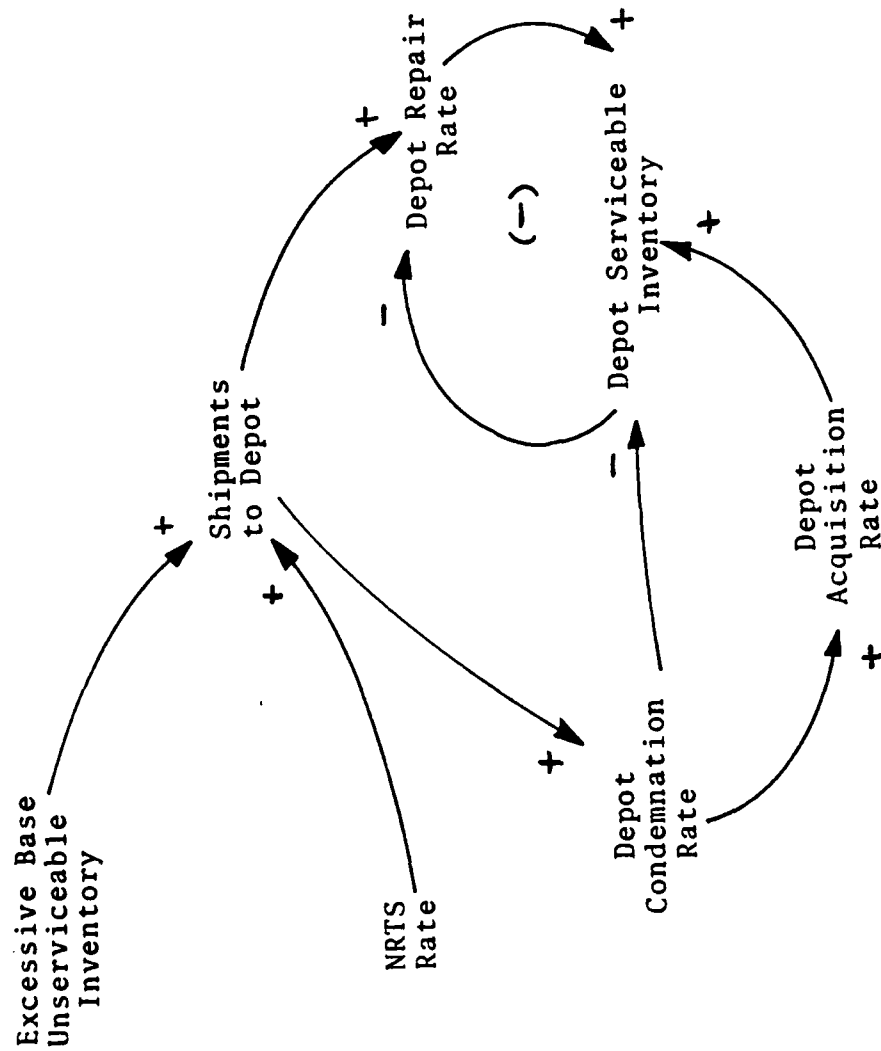 Excessive Base
Unserviceable
Inventory
+
Shipments
to Depot
+
NRTS
Rate
+
Depot Repair
Rate
-
(-)
+
Depot
Condemnation
Rate
+
-
Depot Serviceable
Inventory
+
Depot
Acquisition
Rate
+